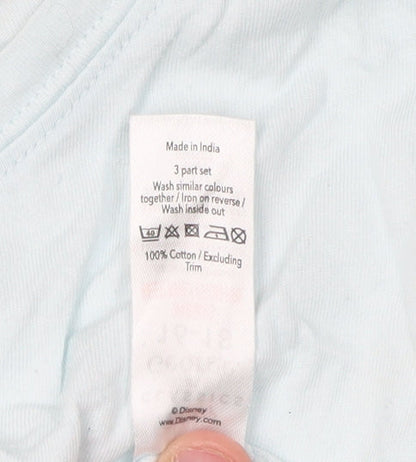 Made in India
3 part set
Wash similar colours
together / Iron on reverse /
Wash inside out
40
100% Cotton / Excluding
Trim
© Disney
www.Disney.com